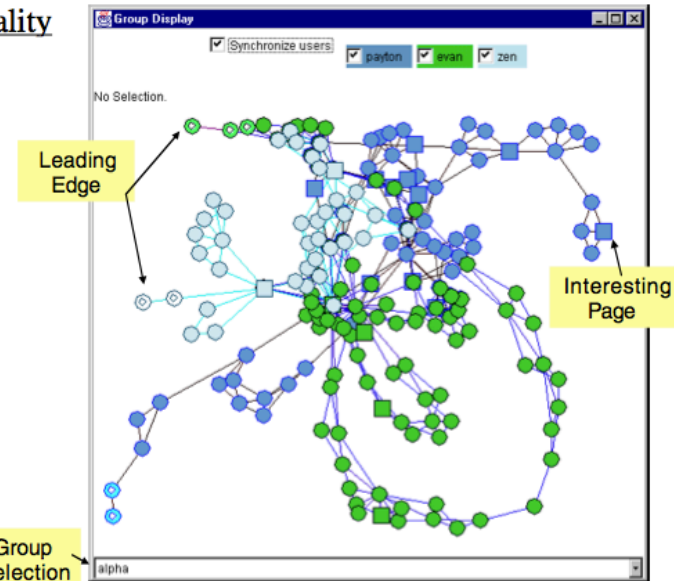 ality
Group Display
Synchronize users
payton
evan
zen
No Selection.
Leading
Edge
Interesting
Page
Group
election
alpha